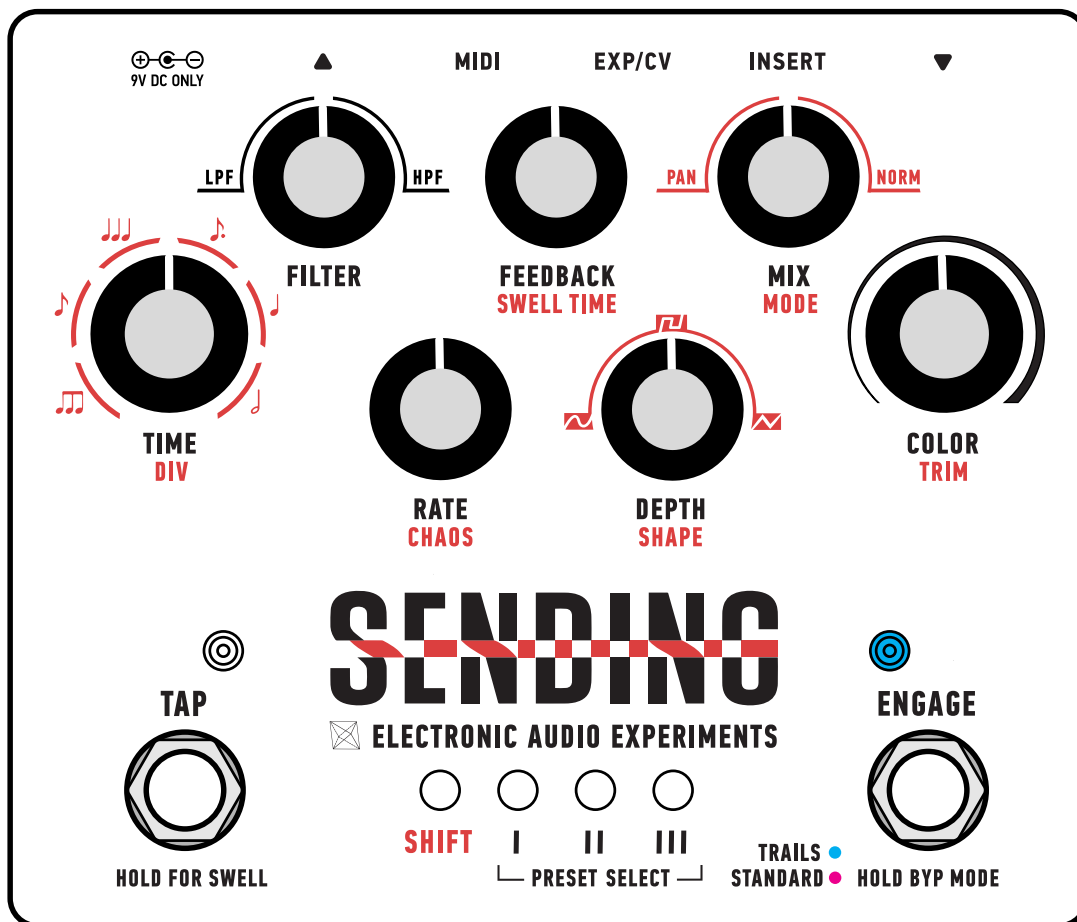 MIDI EXP/CV INSERT
9V DC ONLY
LPF HPF
PAN NORM
FILTER
FEEDBACK
SWELL TIME
MIX
MODE
TIME
DIV
COLOR
TRIM
RATE
CHAOS
DEPTH
SHAPE
SENDING
ELECTRONIC AUDIO EXPERIMENTS
TAP
ENGAGE
SHIFT I II III
PRESET SELECT
HOLD FOR SWELL
TRAILS
STANDARD
HOLD BYP MODE